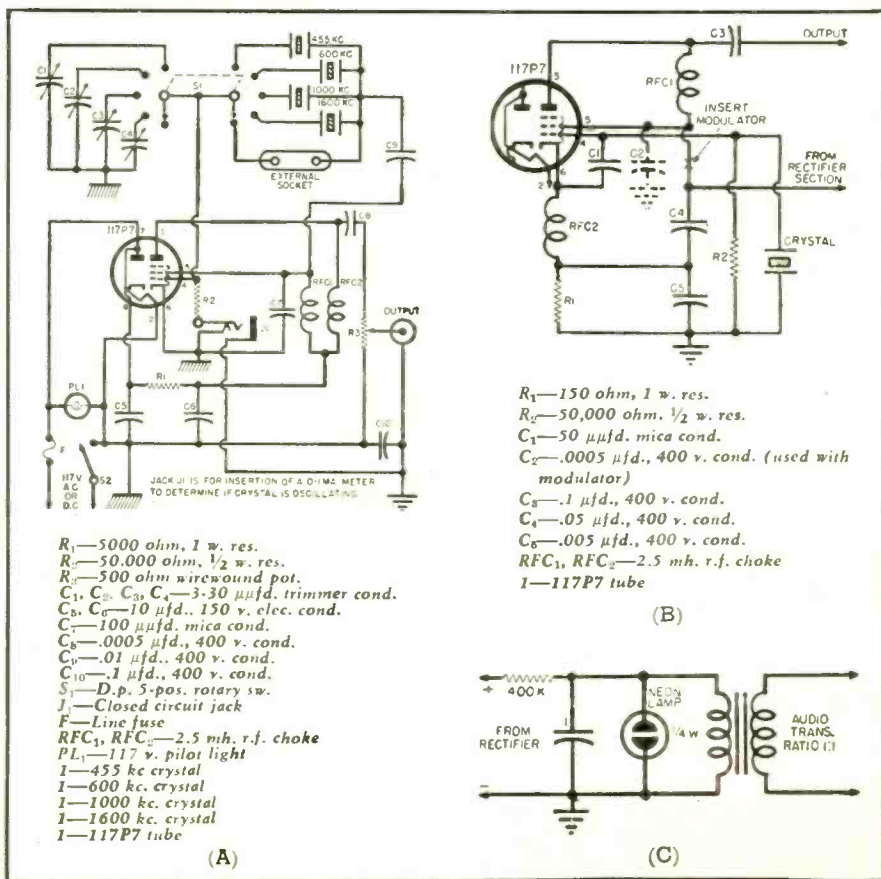 C1
C2
C3
C4
S1
455 KC
600 KC
1000 KC
1600 KC
EXTERNAL
SOCKET
C9
117P7
C8
R2
RFC1
RFC2
R3
OUTPUT
PL1
R1
C5
C6
F
117V
A.C.
OR
D.C.
S2
JACK J1 IS FOR INSERTION OF A 0-1 MA METER
TO DETERMINE IF CRYSTAL IS OSCILLATING
R₁—5000 ohm, 1 w. res.
R₂—50,000 ohm, ½ w. res.
R₃—500 ohm wirewound pot.
C₁, C₂, C₃, C₄—3-30 μμfd. trimmer cond.
C₅, C₆—10 μfd., 150 v. elec. cond.
C₇—100 μμfd. mica cond.
C₈—.0005 μfd., 400 v. cond.
C₉—.01 μfd., 400 v. cond.
C₁₀—.1 μfd., 400 v. cond.
S₁—D.p. 5-pos. rotary sw.
J₁—Closed circuit jack
F—Line fuse
RFC₁, RFC₂—2.5 mh. r.f. choke
PL₁—117 v. pilot light
1—455 kc crystal
1—600 kc. crystal
1—1000 kc. crystal
1—1600 kc. crystal
1—117P7 tube
(A)
C3
OUTPUT
117P7
3
RFC1
INSERT
MODULATOR
5
4
C1
C2
6
2
FROM
RECTIFIER
SECTION
RFC2
C4
R2
CRYSTAL
R1
C5
R₁—150 ohm, 1 w. res.
R₂—50,000 ohm, ½ w. res.
C₁—50 μμfd. mica cond.
C₂—.0005 μfd., 400 v. cond. (used with
modulator)
C₃—.1 μfd., 400 v. cond.
C₄—.05 μfd., 400 v. cond.
C₅—.005 μfd., 400 v. cond.
RFC₁, RFC₂—2.5 mh. r.f. choke
1—117P7 tube
(B)
+
400K
NEON
LAMP
FROM
RECTIFIER
.1
¼ W
AUDIO
TRANS.
RATIO 1:1
−
(C)